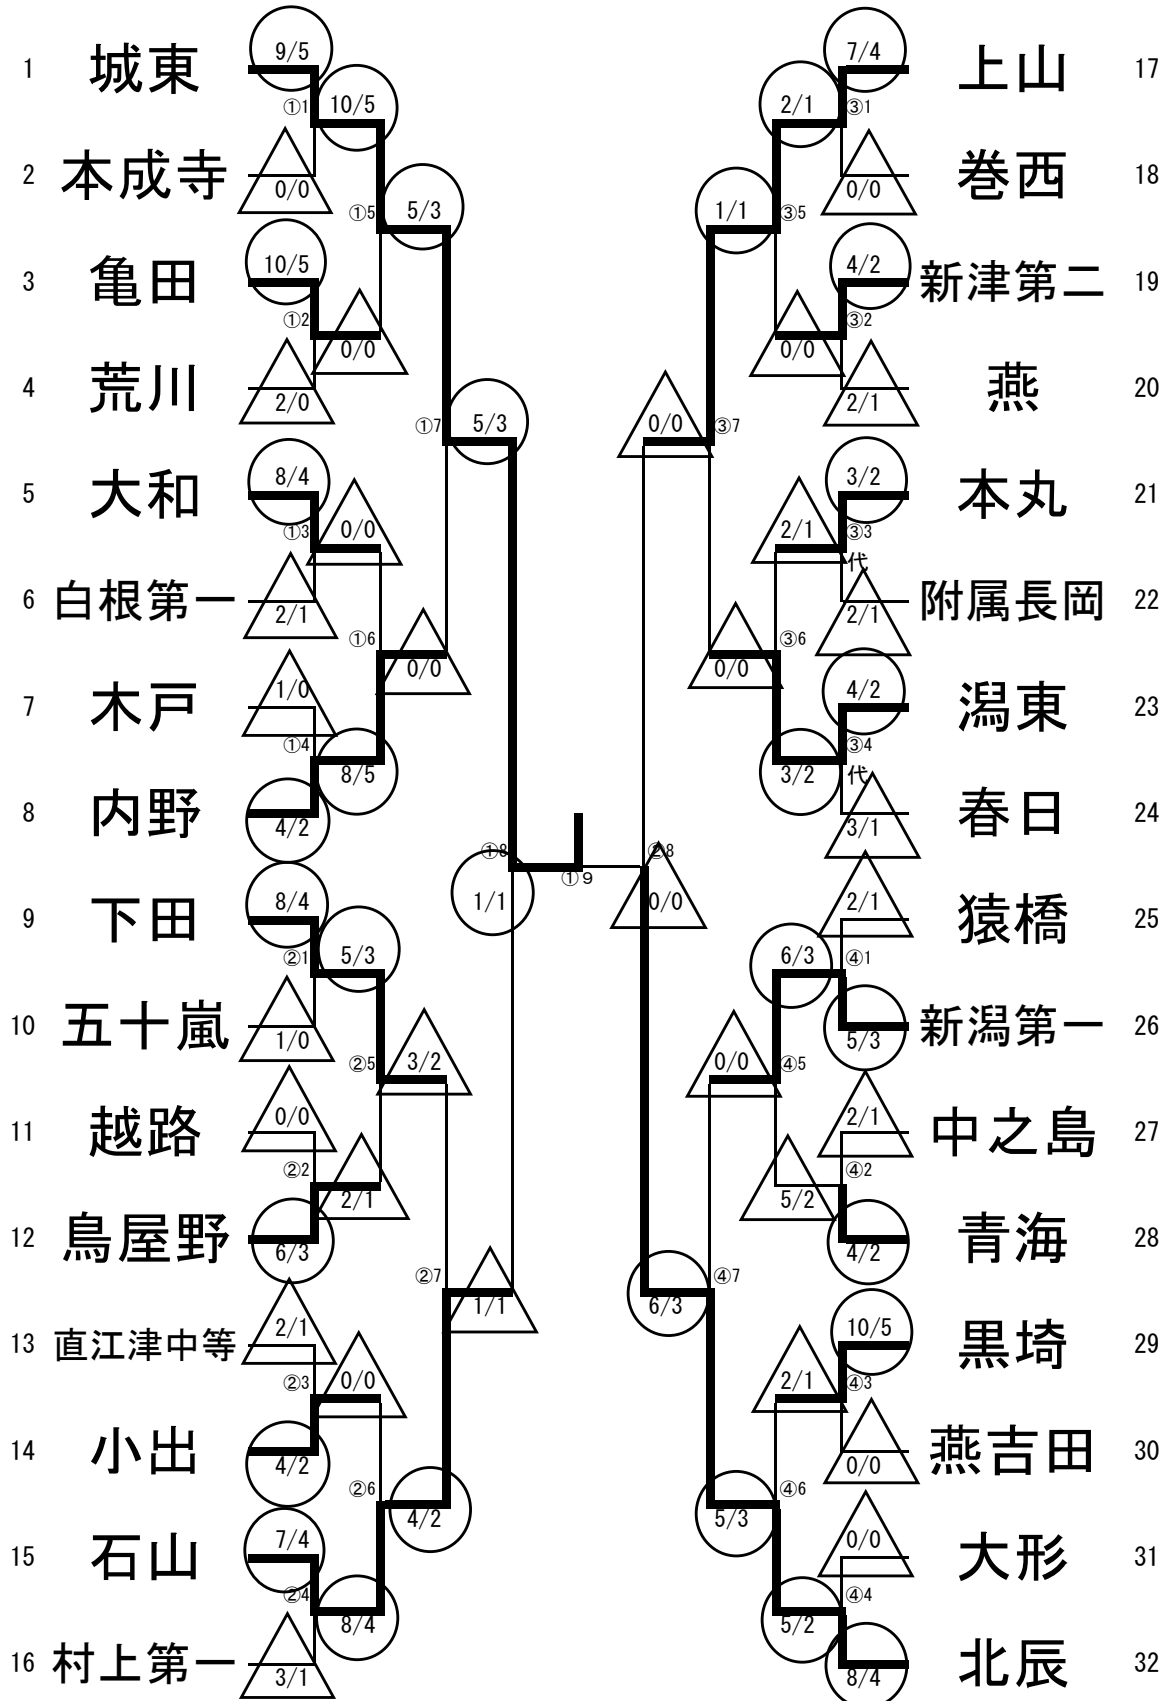 1 城東 9/5 7/4 上山 17
①1 10/5 2/1 ③1
2 本成寺 0/0 0/0 巻西 18
①5 5/3 1/1 ③5
3 亀田 10/5 4/2 新津第二 19
①2 0/0 0/0 ③2
4 荒川 2/0 2/1 燕 20
①7 5/3 0/0 ③7
5 大和 8/4 3/2 本丸 21
①3 0/0 2/1 ③3
代
6 白根第一 2/1 2/1 附属長岡 22
①6 0/0 0/0 ③6
7 木戸 1/0 4/2 潟東 23
①4 8/5 3/2 ③4
代
8 内野 4/2 3/1 春日 24
①8 1/1 ①9 0/0 ②8
9 下田 8/4 2/1 猿橋 25
②1 5/3 6/3 ④1
10 五十嵐 1/0 5/3 新潟第一 26
②5 3/2 0/0 ④5
11 越路 0/0 2/1 中之島 27
②2 2/1 5/2 ④2
12 鳥屋野 6/3 4/2 青海 28
②7 1/1 6/3 ④7
13 直江津中等 2/1 10/5 黒埼 29
②3 0/0 2/1 ④3
14 小出 4/2 0/0 燕吉田 30
②6 4/2 5/3 ④6
15 石山 7/4 0/0 大形 31
②4 8/4 5/2 ④4
16 村上第一 3/1 8/4 北辰 32